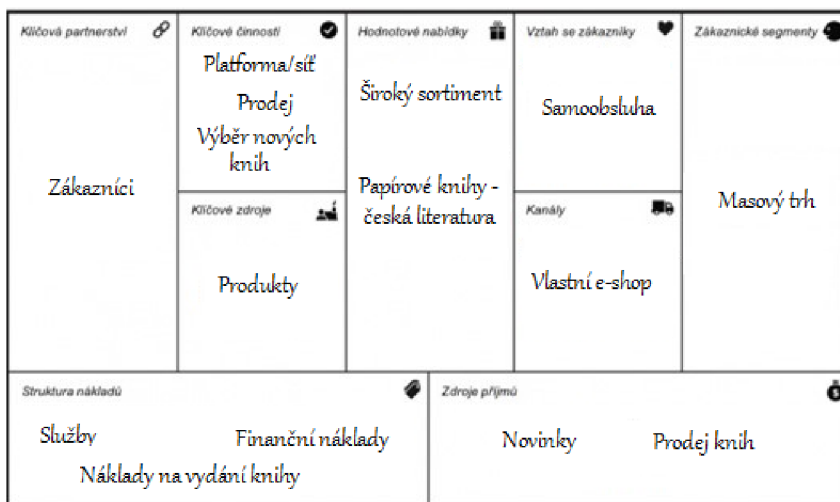 Klíčová partnerství
Zákazníci
Klíčové činnosti
Platforma/síť
Prodej
Výběr nových
knih
Klíčové zdroje
Produkty
Hodnotové nabídky
Široký sortiment
Papírové knihy -
česká literatura
Vztah se zákazníky
Samoobsluha
Kanály
Vlastní e-shop
Zákaznické segmenty
Masový trh
Struktura nákladů
Služby
Finanční náklady
Náklady na vydání knihy
Zdroje příjmů
Novinky
Prodej knih